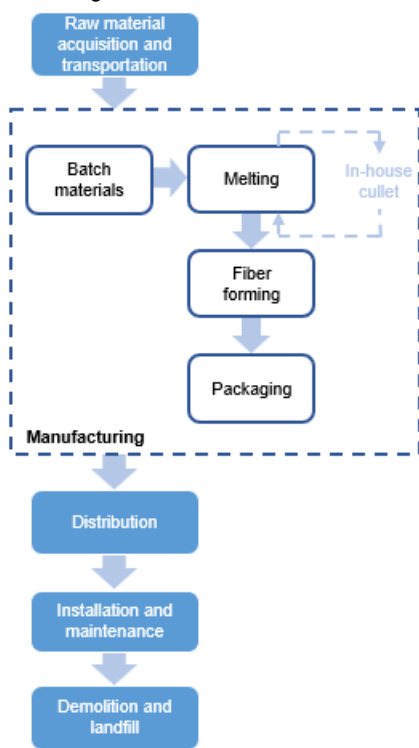 Raw material
acquisition and
transportation
Batch
materials
Melting
In-house
cullet
Fiber
forming
Packaging
Manufacturing
Distribution
Installation and
maintenance
Demolition and
landfill